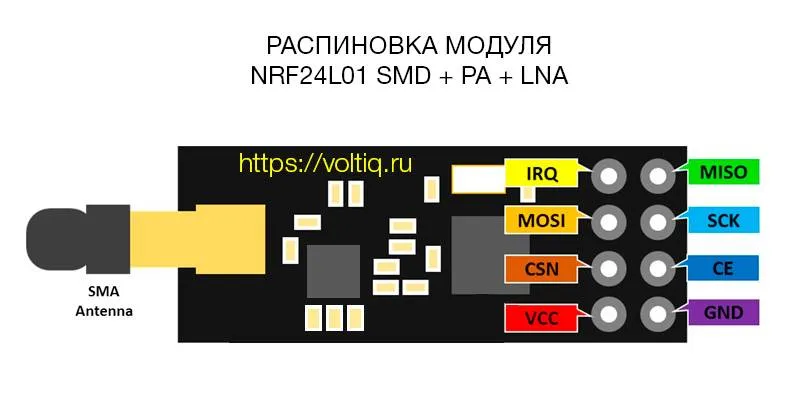 РАСПИНОВКА МОДУЛЯ
NRF24L01 SMD + PA + LNA
https://voltiq.ru
IRQ
MISO
MOSI
SCK
CSN
CE
VCC
GND
SMA
Antenna